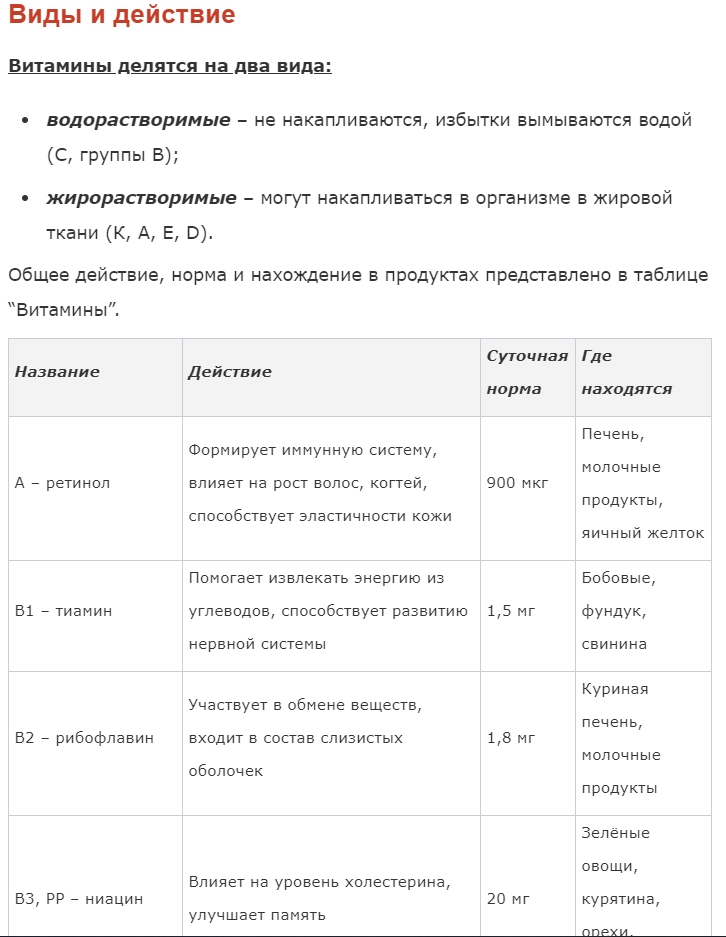 Виды и действие
Витамины делятся на два вида:
водорастворимые – не накапливаются, избытки вымываются водой
(С, группы В);
жирорастворимые – могут накапливаться в организме в жировой
ткани (К, А, Е, D).
Общее действие, норма и нахождение в продуктах представлено в таблице
“Витамины”.
Название
Действие
Суточная
норма
Где
находятся
А – ретинол
Формирует иммунную систему,
влияет на рост волос, когтей,
способствует эластичности кожи
900 мкг
Печень,
молочные
продукты,
яичный желток
В1 – тиамин
Помогает извлекать энергию из
углеводов, способствует развитию
нервной системы
1,5 мг
Бобовые,
фундук,
свинина
В2 – рибофлавин
Участвует в обмене веществ,
входит в состав слизистых
оболочек
1,8 мг
Куриная
печень,
молочные
продукты
В3, РР – ниацин
Влияет на уровень холестерина,
улучшает память
20 мг
Зелёные
овощи,
курятина,
орехи,